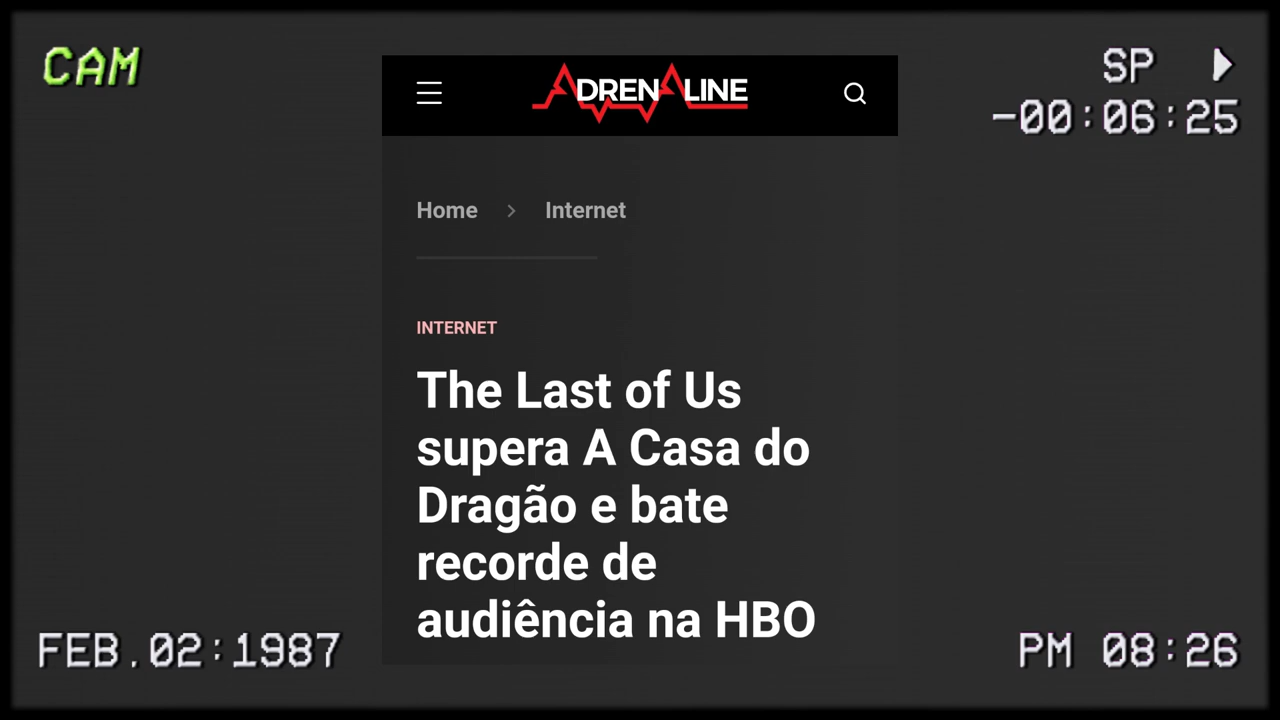 CAM
SP
-00:06:25
ADRENALINE
Home > Internet
INTERNET
The Last of Us
supera A Casa do
Dragão e bate
recorde de
audiência na HBO
FEB.02:1987
PM 08:26